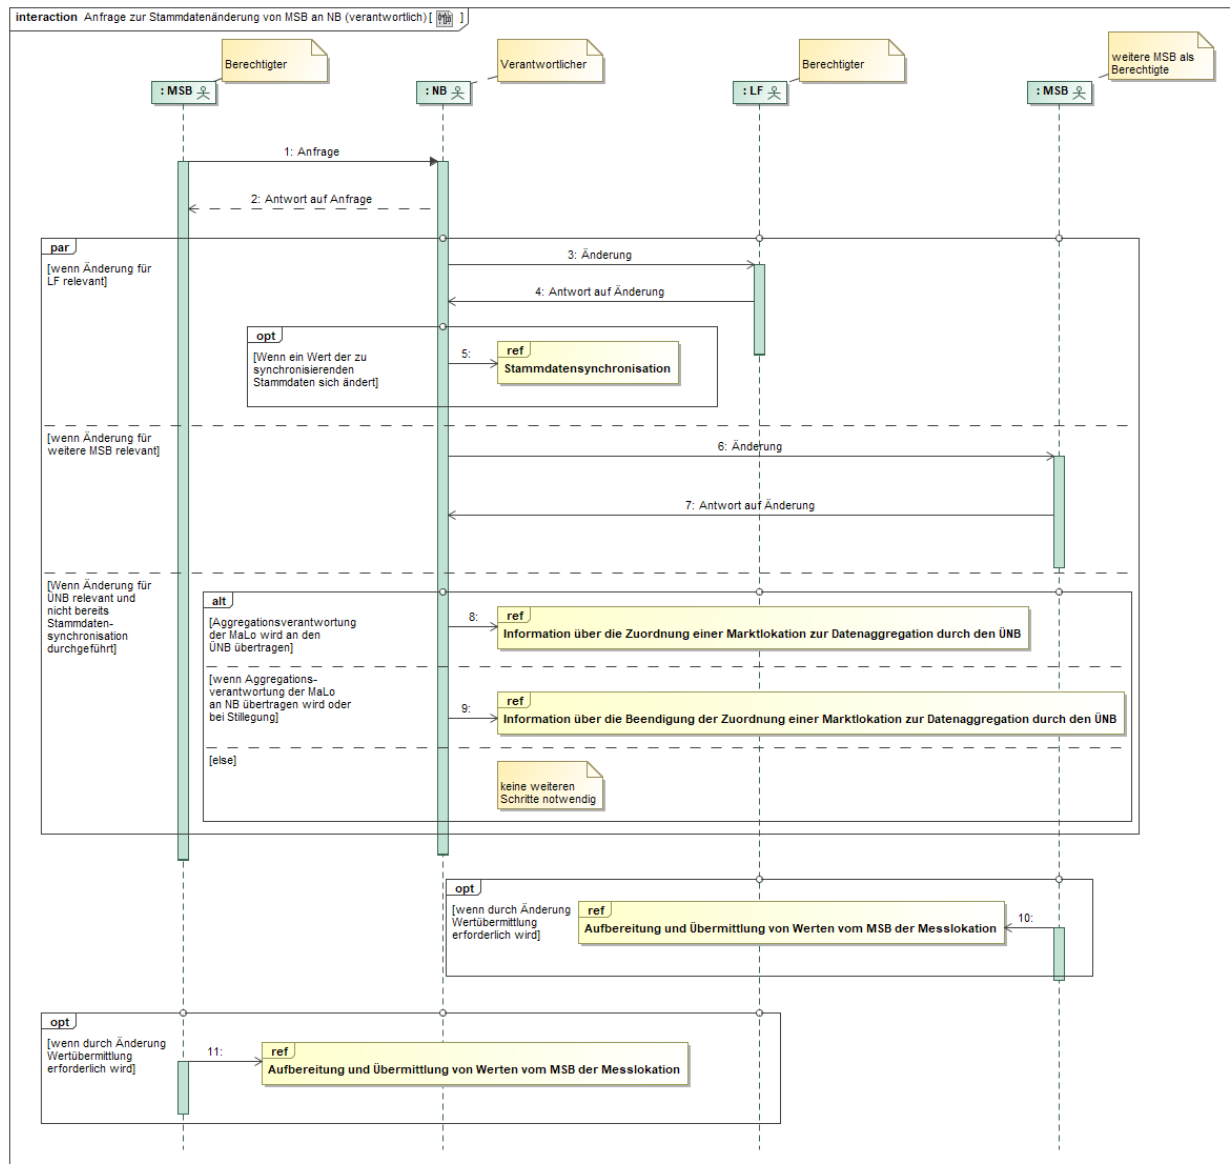 interaction Anfrage zur Stammdatenänderung von MSB an NB (verantwortlich) [ ]
Berechtigter
Verantwortlicher
Berechtigter
weitere MSB als
Berechtigte
: MSB
: NB
: LF
: MSB
1: Anfrage
2: Antwort auf Anfrage
par
[wenn Änderung für
LF relevant]
3: Änderung
4: Antwort auf Änderung
opt
[Wenn ein Wert der zu
synchronisierenden
Stammdaten sich ändert]
5:
ref
Stammdatensynchronisation
[wenn Änderung für
weitere MSB relevant]
6: Änderung
7: Antwort auf Änderung
[Wenn Änderung für
ÜNB relevant und
nicht bereits
Stammdaten-
synchronisation
durchgeführt]
alt
[Aggregationsverantwortung
der MaLo wird an den
ÜNB übertragen]
8:
ref
Information über die Zuordnung einer Marktlokation zur Datenaggregation durch den ÜNB
[wenn Aggregations-
verantwortung der MaLo
an NB übertragen wird oder
bei Stillegung]
9:
ref
Information über die Beendigung der Zuordnung einer Marktlokation zur Datenaggregation durch den ÜNB
[else]
keine weiteren
Schritte notwendig
opt
[wenn durch Änderung
Wertübermittlung
erforderlich wird]
ref
Aufbereitung und Übermittlung von Werten vom MSB der Messlokation
10:
opt
[wenn durch Änderung
Wertübermittlung
erforderlich wird]
11:
ref
Aufbereitung und Übermittlung von Werten vom MSB der Messlokation